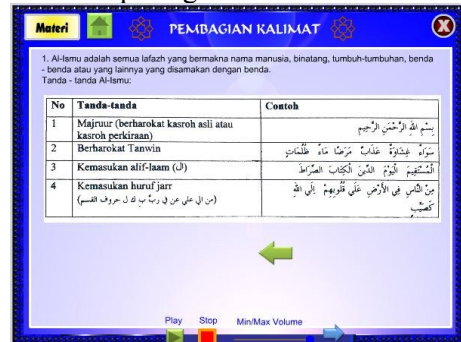 Materi
PEMBAGIAN KALIMAT
X
1. Al-Ismu adalah semua lafazh yang bermakna nama manusia, binatang, tumbuh-tumbuhan, benda
- benda atau yang lainnya yang disamakan dengan benda.
Tanda - tanda Al-Ismu:
No Tanda-tanda Contoh
1 Majruur (berharokat kasroh asli atau
kasroh perkiraan) بِسْمِ اللهِ الرَّحْمَنِ الرَّحِيمِ
2 Berharokat Tanwin سَوَاءٌ غِشَاوَةٌ عَذَابٌ مَرَضًا مَاءً ظُلُمَاتٍ
3 Kemasukan alif-laam (ال) الْمُسْتَقِيمَ الْيَوْمَ الدِّينَ الْكِتَابَ الصِّرَاطَ
4 Kemasukan huruf jarr مِنَ النَّاسِ فِي الْأَرْضِ عَلَى قُلُوبِهِمْ إِلَى اللهِ
(من الى على عن في رب ب ك ل حروف القسم) كَصَيِّبٍ
Play Stop Min/Max Volume